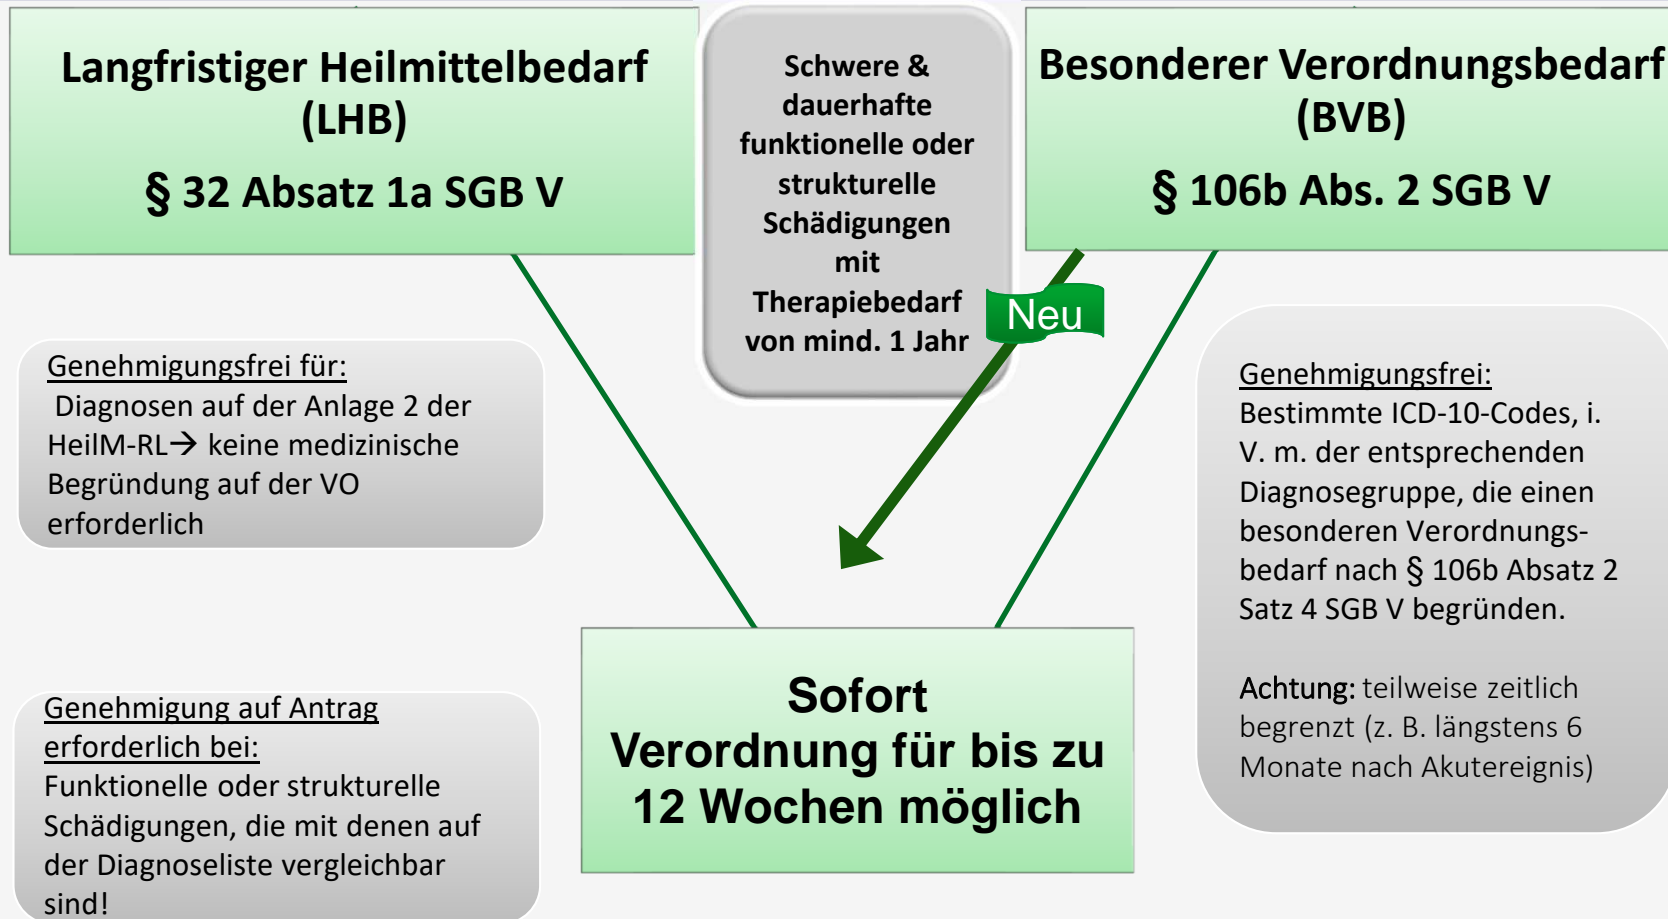 Langfristiger Heilmittelbedarf
(LHB)
§ 32 Absatz 1a SGB V
Schwere &
dauerhafte
funktionelle oder
strukturelle
Schädigungen
mit
Therapiebedarf
von mind. 1 Jahr
Besonderer Verordnungsbedarf
(BVB)
§ 106b Abs. 2 SGB V
Neu
Genehmigungsfrei für:
Diagnosen auf der Anlage 2 der
HeilM-RL→ keine medizinische
Begründung auf der VO
erforderlich
Genehmigung auf Antrag
erforderlich bei:
Funktionelle oder strukturelle
Schädigungen, die mit denen auf
der Diagnoseliste vergleichbar
sind!
Sofort
Verordnung für bis zu
12 Wochen möglich
Genehmigungsfrei:
Bestimmte ICD-10-Codes, i.
V. m. der entsprechenden
Diagnosegruppe, die einen
besonderen Verordnungs-
bedarf nach § 106b Absatz 2
Satz 4 SGB V begründen.
Achtung: teilweise zeitlich
begrenzt (z. B. längstens 6
Monate nach Akutereignis)